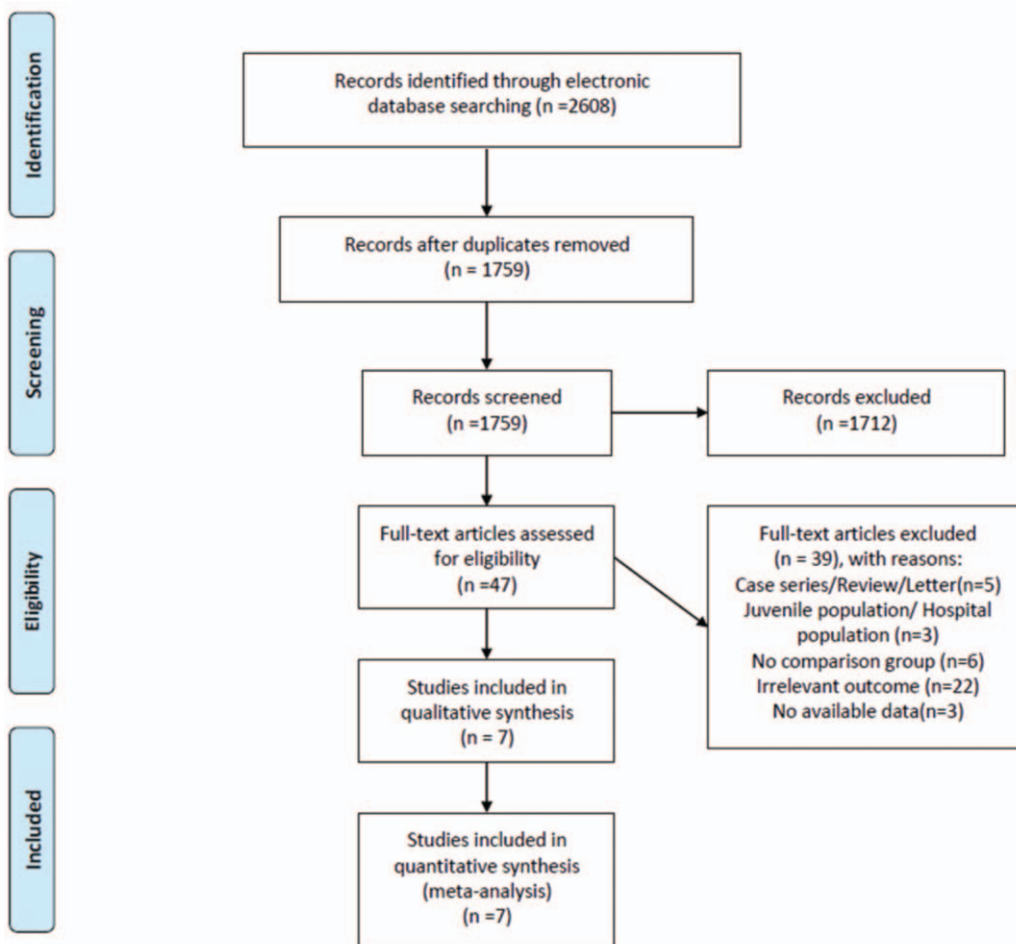 Identification
Records identified through electronic
database searching (n =2608)
Records after duplicates removed
(n = 1759)
Screening
Records screened
(n =1759)
Records excluded
(n =1712)
Eligibility
Full-text articles assessed
for eligibility
(n =47)
Full-text articles excluded
(n = 39), with reasons:
Case series/Review/Letter(n=5)
Juvenile population/ Hospital
population (n=3)
No comparison group (n=6)
Irrelevant outcome (n=22)
No available data(n=3)
Studies included in
qualitative synthesis
(n = 7)
Included
Studies included in
quantitative synthesis
(meta-analysis)
(n =7)